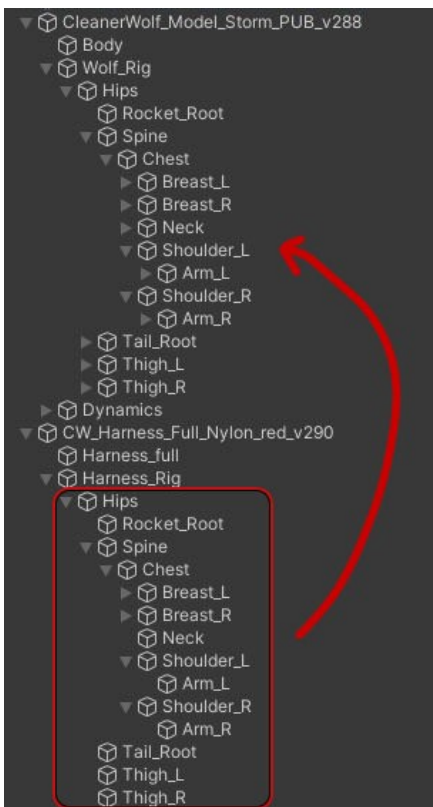 CleanerWolf_Model_Storm_PUB_v288
Body
Wolf_Rig
Hips
Rocket_Root
Spine
Chest
Breast_L
Breast_R
Neck
Shoulder_L
Arm_L
Shoulder_R
Arm_R
Tail_Root
Thigh_L
Thigh_R
Dynamics
CW_Harness_Full_Nylon_red_v290
Harness_full
Harness_Rig
Hips
Rocket_Root
Spine
Chest
Breast_L
Breast_R
Neck
Shoulder_L
Arm_L
Shoulder_R
Arm_R
Tail_Root
Thigh_L
Thigh_R